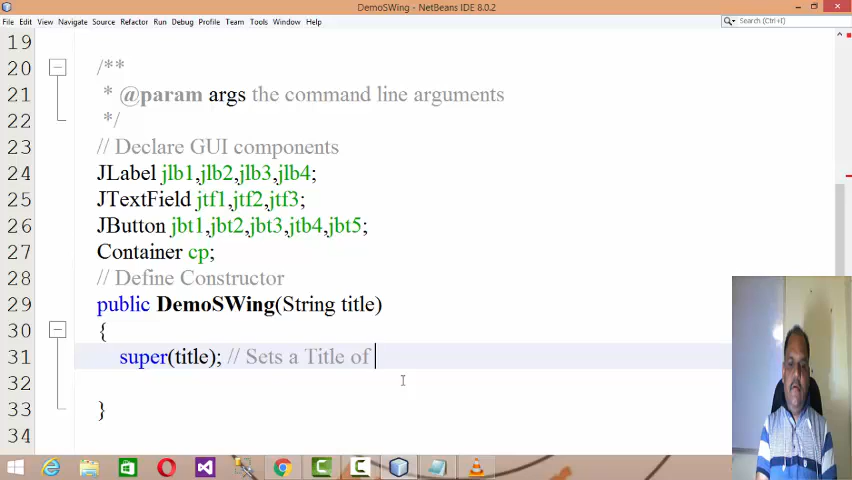 DemoSWing - NetBeans IDE 8.0.2
File Edit View Navigate Source Refactor Run Debug Profile Team Tools Window Help
Search (Ctrl+I)
19
20 /**
21 * @param args the command line arguments
22 */
23 // Declare GUI components
24 JLabel jlb1,jlb2,jlb3,jlb4;
25 JTextField jtf1,jtf2,jtf3;
26 JButton jbt1,jbt2,jbt3,jtb4,jbt5;
27 Container cp;
28 // Define Constructor
29 public DemoSWing(String title)
30 {
31 super(title); // Sets a Title of
32
33 }
34